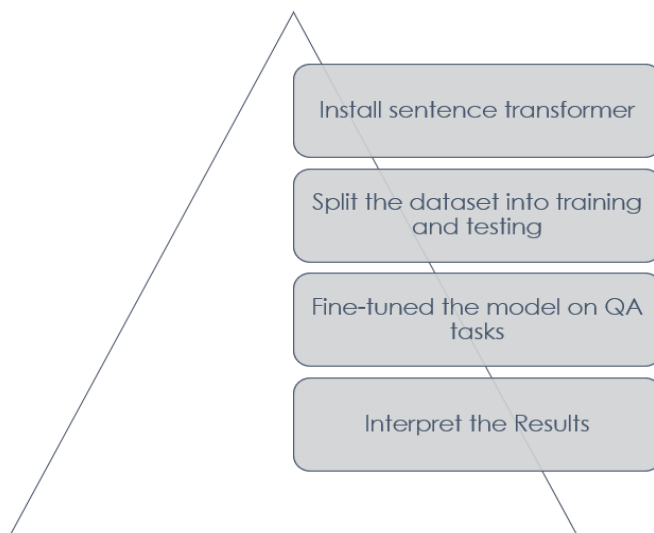 Install sentence transformer
Split the dataset into training
and testing
Fine-tuned the model on QA
tasks
Interpret the Results